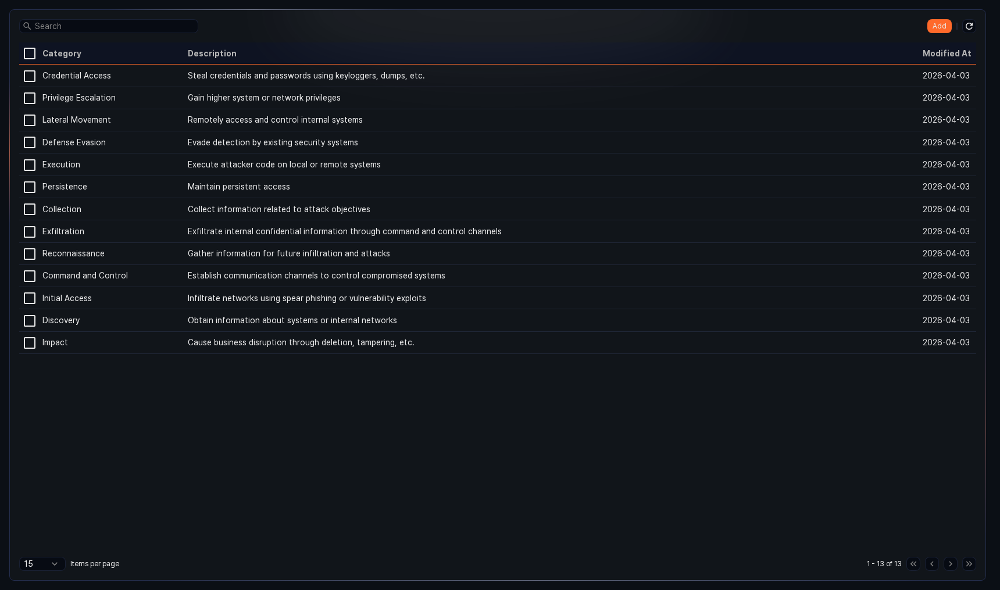 Search
Add
Category Description Modified At
Credential Access Steal credentials and passwords using keyloggers, dumps, etc. 2026-04-03
Privilege Escalation Gain higher system or network privileges 2026-04-03
Lateral Movement Remotely access and control internal systems 2026-04-03
Defense Evasion Evade detection by existing security systems 2026-04-03
Execution Execute attacker code on local or remote systems 2026-04-03
Persistence Maintain persistent access 2026-04-03
Collection Collect information related to attack objectives 2026-04-03
Exfiltration Exfiltrate internal confidential information through command and control channels 2026-04-03
Reconnaissance Gather information for future infiltration and attacks 2026-04-03
Command and Control Establish communication channels to control compromised systems 2026-04-03
Initial Access Infiltrate networks using spear phishing or vulnerability exploits 2026-04-03
Discovery Obtain information about systems or internal networks 2026-04-03
Impact Cause business disruption through deletion, tampering, etc. 2026-04-03
15 Items per page 1 - 13 of 13